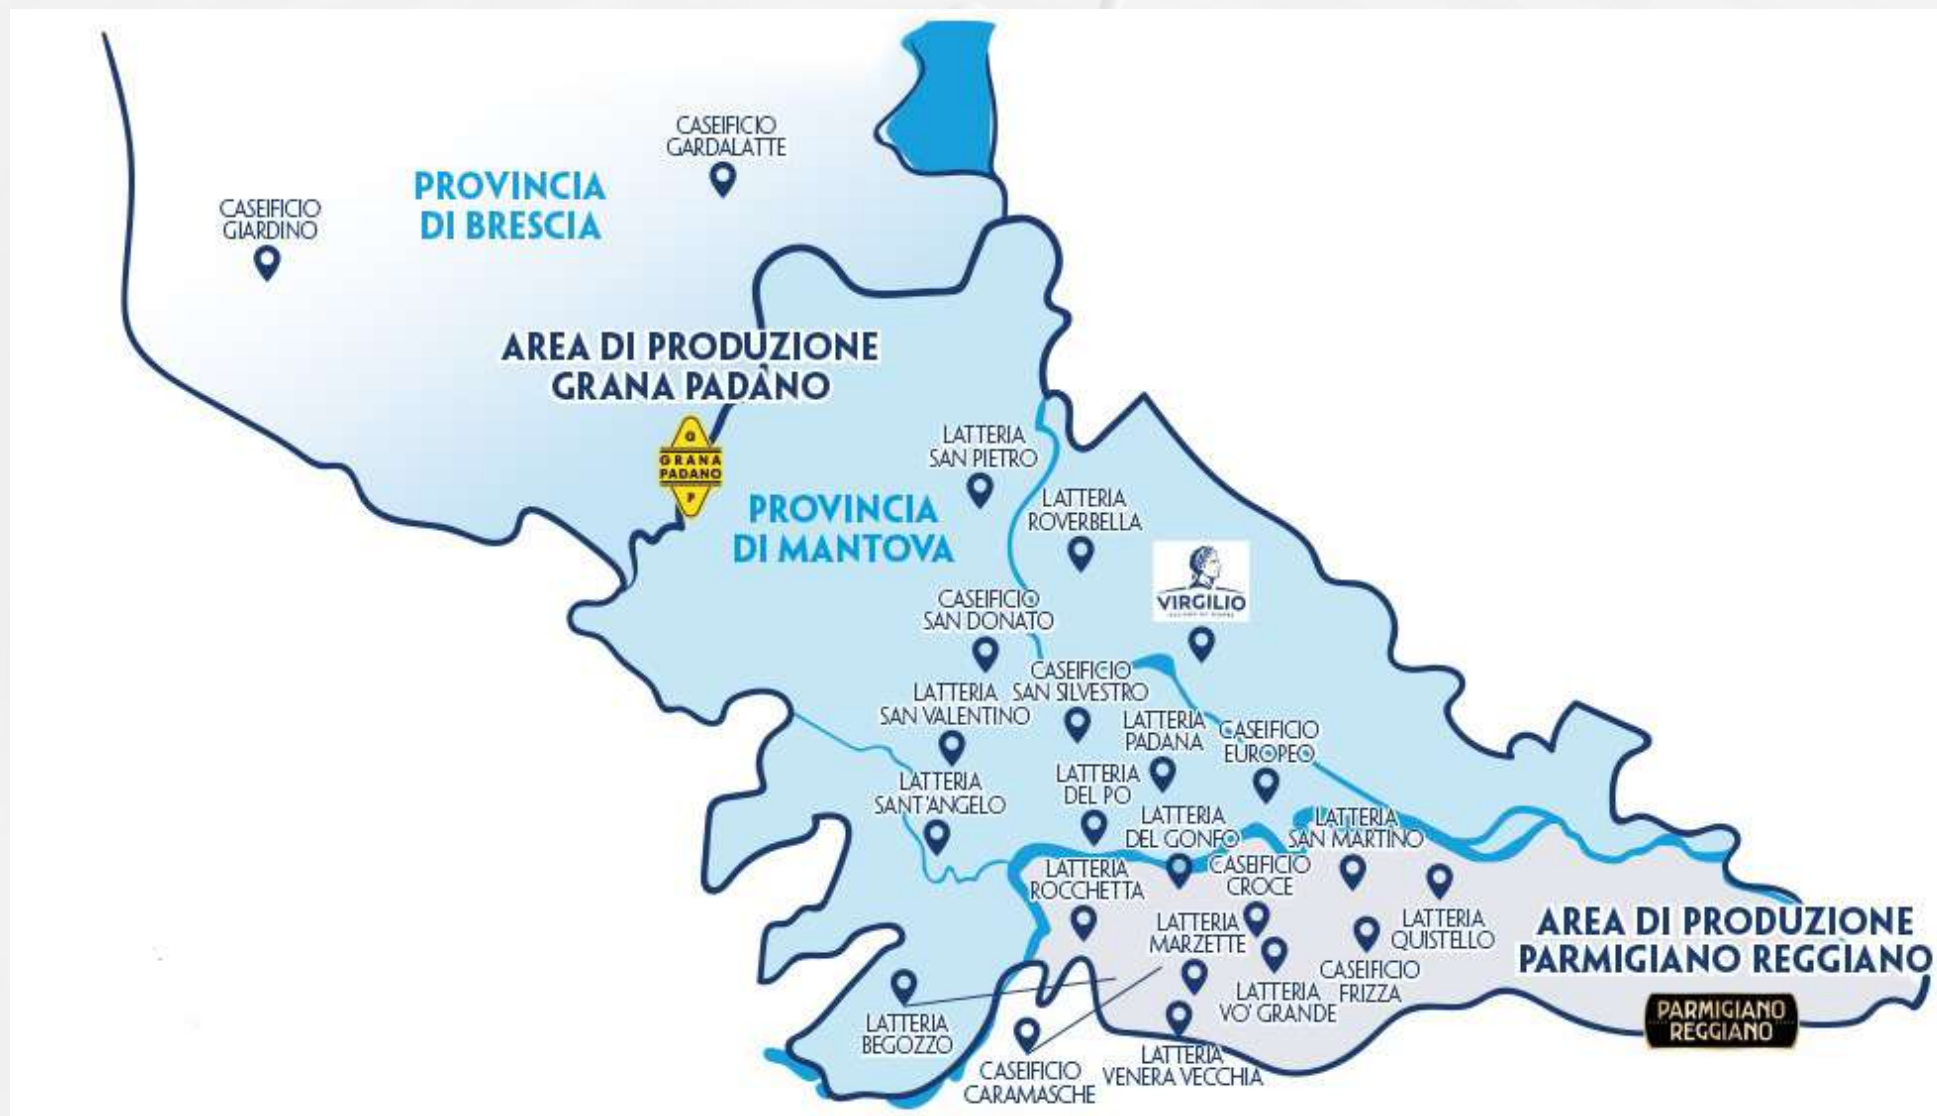 CASEIFICIO
GARDALATTE
PROVINCIA
DI BRESCIA
CASEIFICIO
GIARDINO
AREA DI PRODUZIONE
GRANA PADANO
G
GRANA
PADANO
P
LATTERIA
SAN PIETRO
PROVINCIA
DI MANTOVA
LATTERIA
ROVERBELLA
VIRGILIO
CASEIFICIO
SAN DONATO
CASEIFICIO
SAN SILVESTRO
LATTERIA
SAN VALENTINO
LATTERIA
PADANA
CASEIFICIO
EUROPEO
LATTERIA
SANT'ANGELO
LATTERIA
DEL PO
LATTERIA
DEL GONFO
LATTERIA
SAN MARTINO
LATTERIA
ROCCHETTA
CASEIFICIO
CROCE
LATTERIA
MARZETTE
LATTERIA
QUISTELLO
AREA DI PRODUZIONE
PARMIGIANO REGGIANO
CASEIFICIO
FRIZZA
LATTERIA
VO' GRANDE
PARMIGIANO
REGGIANO
LATTERIA
BEGOZZO
LATTERIA
VENERA VECCHIA
CASEIFICIO
CARAMASCHE